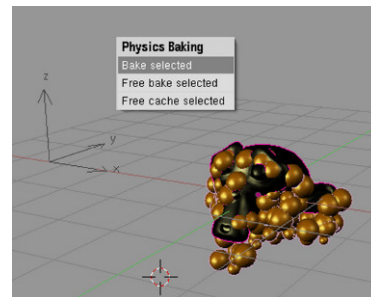 Physics Baking
Bake selected
Free bake selected
Free cache selected
z
y
x